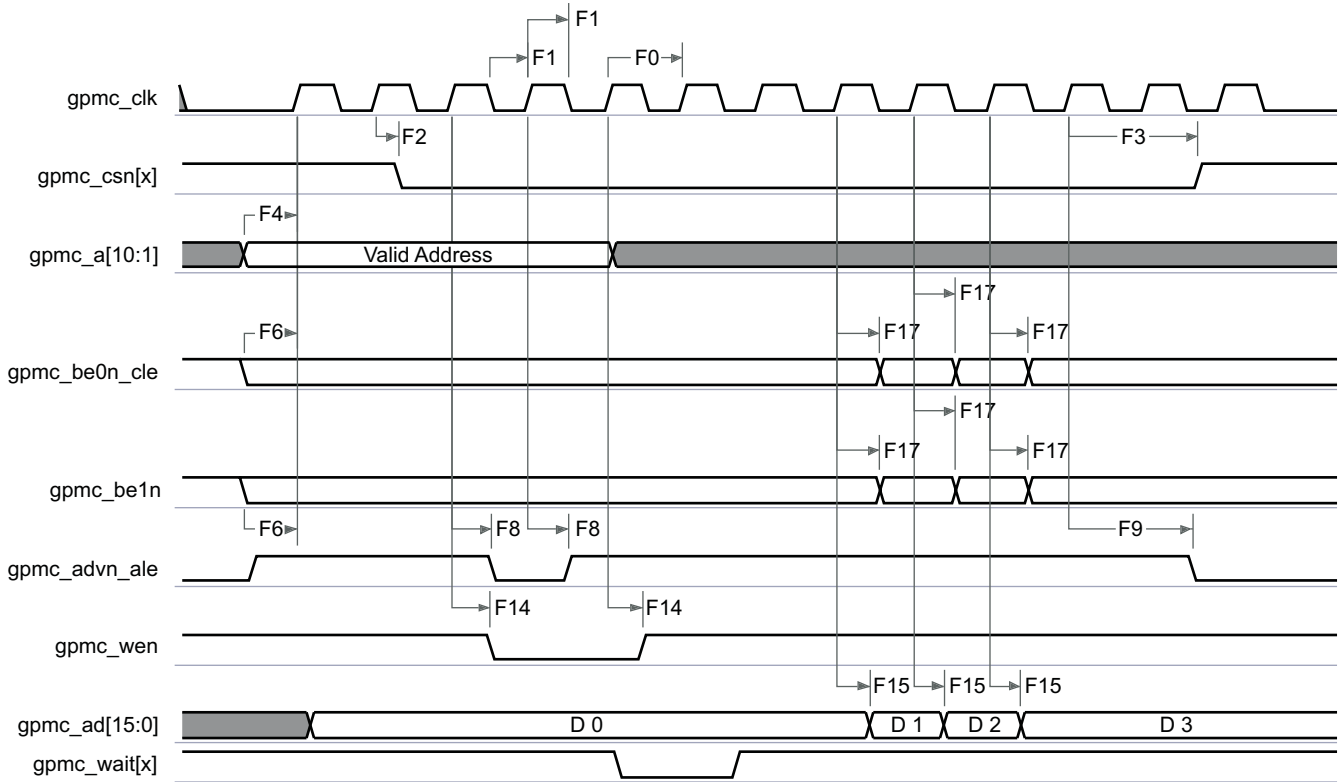 F1
F1
F0
gpmc_clk
F2
F3
gpmc_csn[x]
F4
gpmc_a[10:1]
Valid Address
F17
F6
F17
F17
gpmc_be0n_cle
F17
F17
F17
gpmc_be1n
F6
F8
F8
F9
gpmc_advn_ale
F14
F14
gpmc_wen
F15
F15
F15
gpmc_ad[15:0]
D 0
D 1
D 2
D 3
gpmc_wait[x]